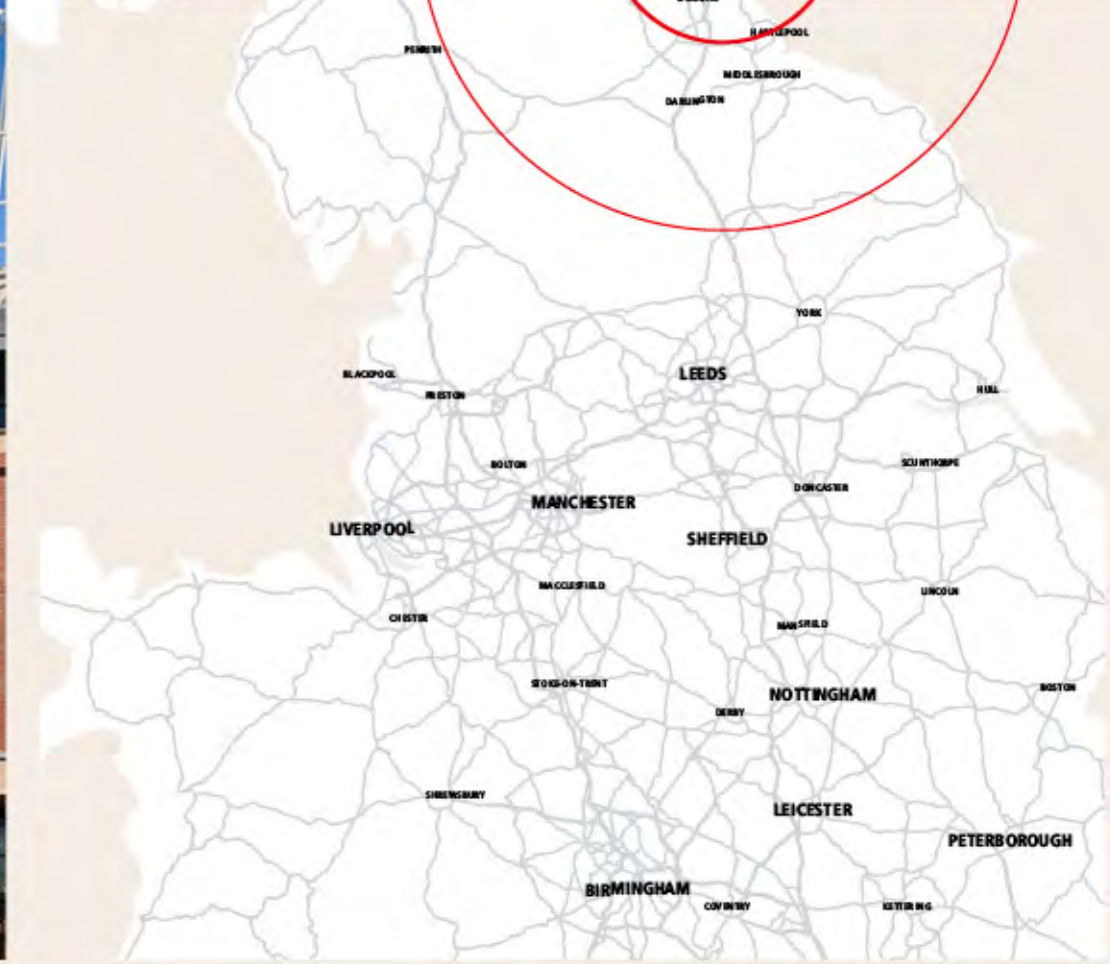 HARTLEPOOL
PENRITH
MIDDLESBROUGH
DARLINGTON
YORK
LEEDS
BLACKPOOL
HULL
PRESTON
SCUNTHORPE
BOLTON
DONCASTER
MANCHESTER
LIVERPOOL
SHEFFIELD
MACCLESFIELD
LINCOLN
CHESTER
MANSFIELD
STOKE-ON-TRENT
BOSTON
NOTTINGHAM
DERBY
SHREWSBURY
LEICESTER
PETERBOROUGH
BIRMINGHAM
COVENTRY
KETTERING